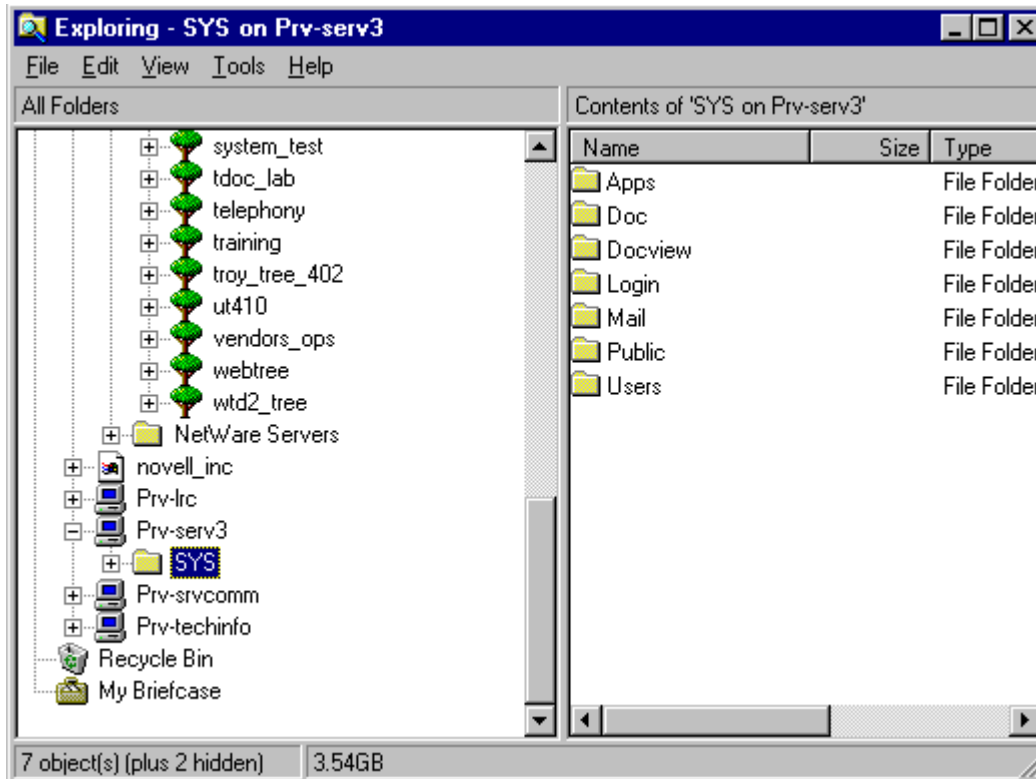 Exploring - SYS on Prv-serv3
File Edit View Tools Help
All Folders
Contents of 'SYS on Prv-serv3'
system_test
tdoc_lab
telephony
training
troy_tree_402
ut410
vendors_ops
webtree
wtd2_tree
NetWare Servers
novell_inc
Prv-lrc
Prv-serv3
SYS
Prv-srvcomm
Prv-techinfo
Recycle Bin
My Briefcase
Name Size Type
Apps File Folder
Doc File Folder
Docview File Folder
Login File Folder
Mail File Folder
Public File Folder
Users File Folder
7 object(s) (plus 2 hidden) 3.54GB